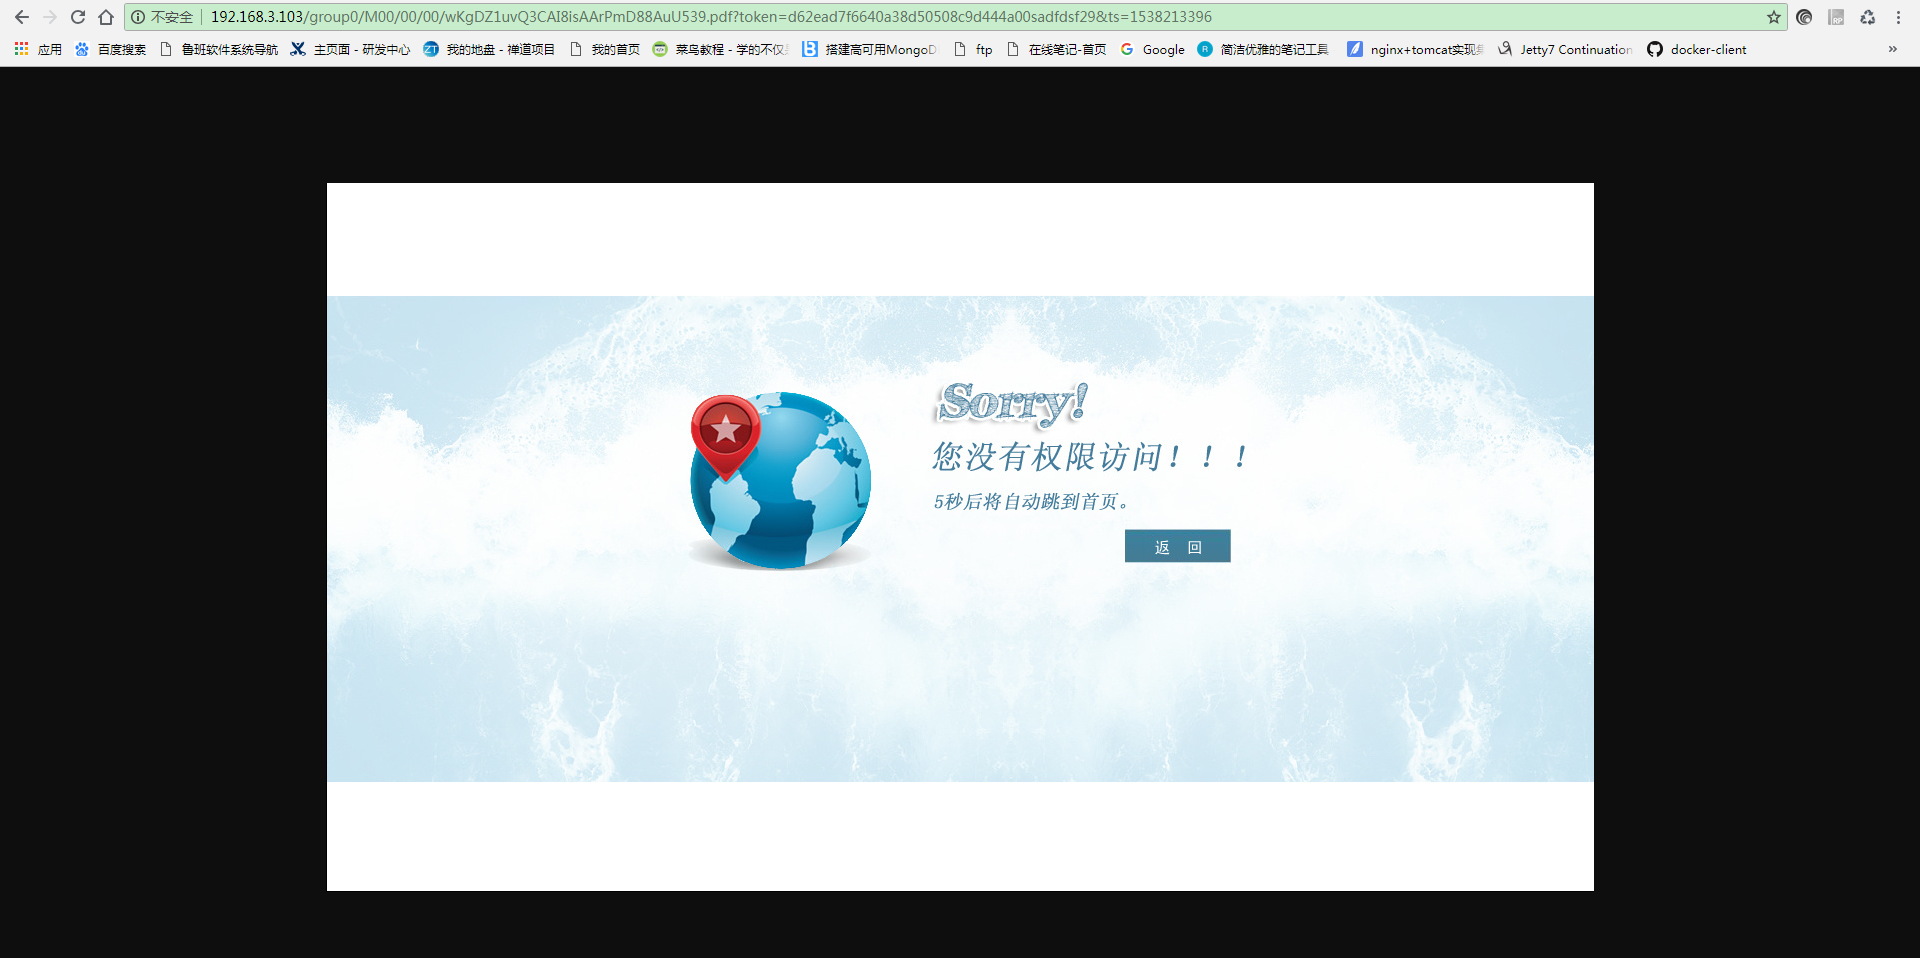 不安全 192.168.3.103/group0/M00/00/00/wKgDZ1uvQ3CAI8isAArPmD88AuU539.pdf?token=d62ead7f6640a38d50508c9d444a00sadfdsf29&ts=1538213396
应用 百度搜索 鲁班软件系统导航 主页面 - 研发中心 我的地盘 - 禅道项目 我的首页 菜鸟教程 - 学的不仅 搭建高可用MongoD ftp 在线笔记-首页 Google 简洁优雅的笔记工具 nginx+tomcat实现 Jetty7 Continuation docker-client »
Sorry!
您没有权限访问！！！
5秒后将自动跳到首页。
返 回